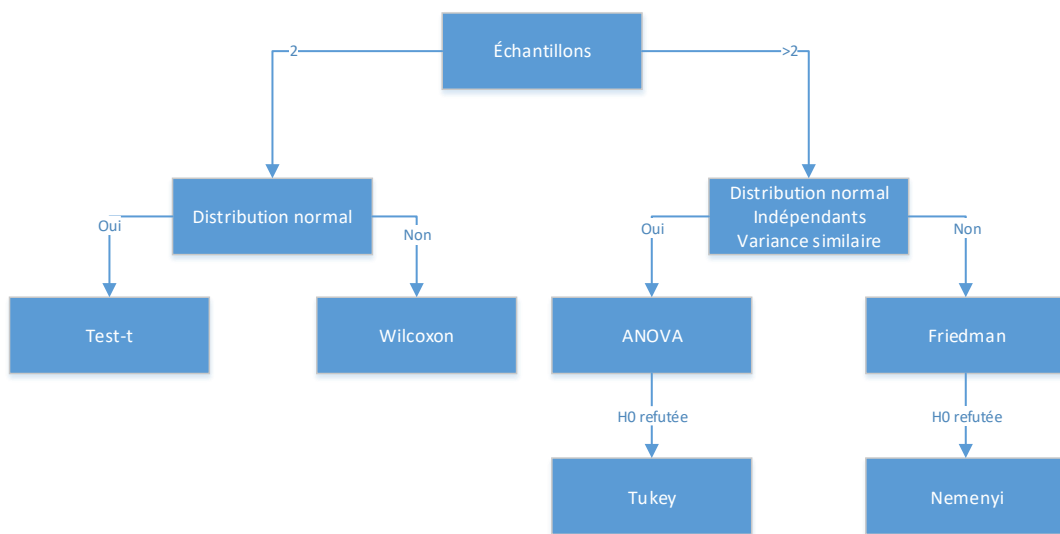 Échantillons
2
>2
Distribution normal
Distribution normal
Indépendants
Variance similaire
Oui
Non
Oui
Non
Test-t
Wilcoxon
ANOVA
Friedman
H0 refutée
H0 refutée
Tukey
Nemenyi